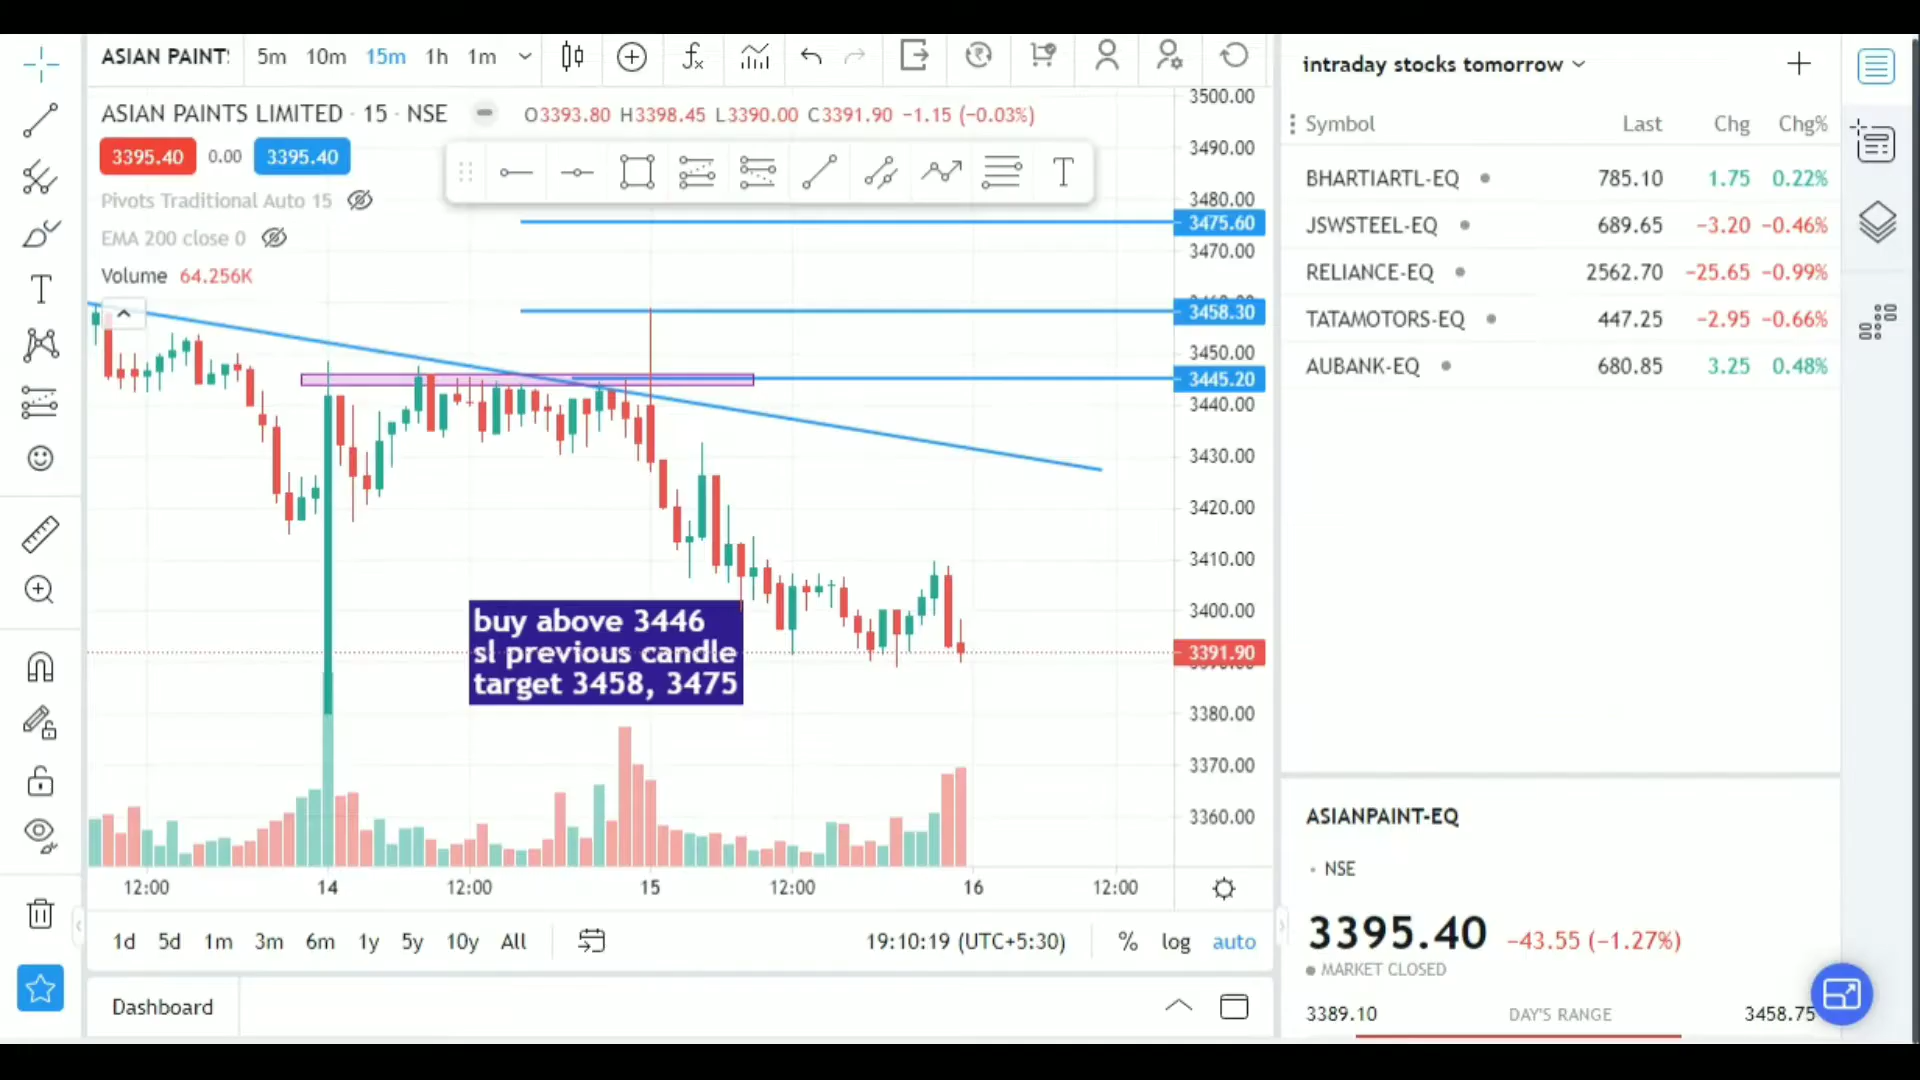 ASIAN PAINT
5m 10m 15m 1h 1m
ASIAN PAINTS LIMITED · 15 · NSE
O3393.80 H3398.45 L3390.00 C3391.90 −1.15 (−0.03%)
3395.40 0.00 3395.40
Pivots Traditional Auto 15
EMA 200 close 0
Volume 64.256K
T
T
buy above 3446
sl previous candle
target 3458, 3475
3500.00
3490.00
3480.00
3475.60
3470.00
3458.30
3450.00
3445.20
3440.00
3430.00
3420.00
3410.00
3400.00
3391.90
3380.00
3370.00
3360.00
12:00 14 12:00 15 12:00 16 12:00
1d 5d 1m 3m 6m 1y 5y 10y All
19:10:19 (UTC+5:30) % log auto
Dashboard
intraday stocks tomorrow
Symbol Last Chg Chg%
BHARTIARTL-EQ 785.10 1.75 0.22%
JSWSTEEL-EQ 689.65 −3.20 −0.46%
RELIANCE-EQ 2562.70 −25.65 −0.99%
TATAMOTORS-EQ 447.25 −2.95 −0.66%
AUBANK-EQ 680.85 3.25 0.48%
ASIANPAINT-EQ
NSE
3395.40 −43.55 (−1.27%)
MARKET CLOSED
3389.10 DAY'S RANGE 3458.75